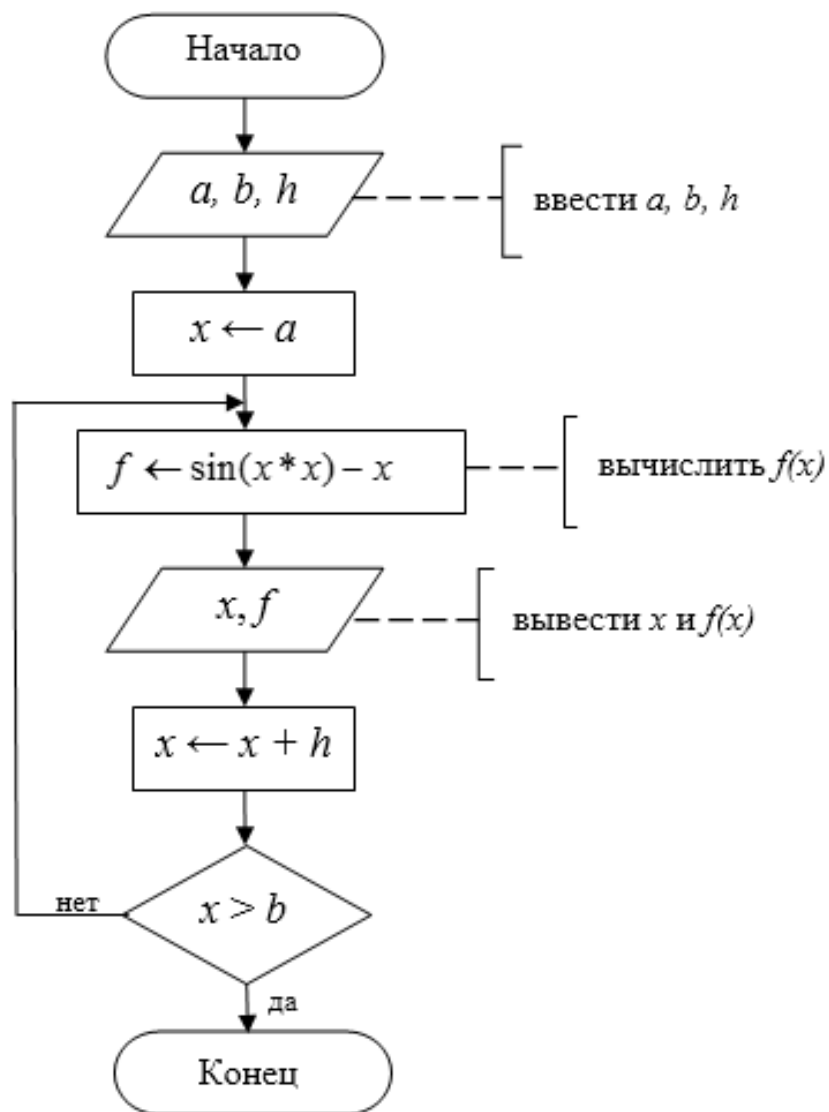 Начало
a, b, h
ввести a, b, h
x ← a
f ← sin(x * x) – x
вычислить f(x)
x, f
вывести x и f(x)
x ← x + h
x > b
нет
да
Конец